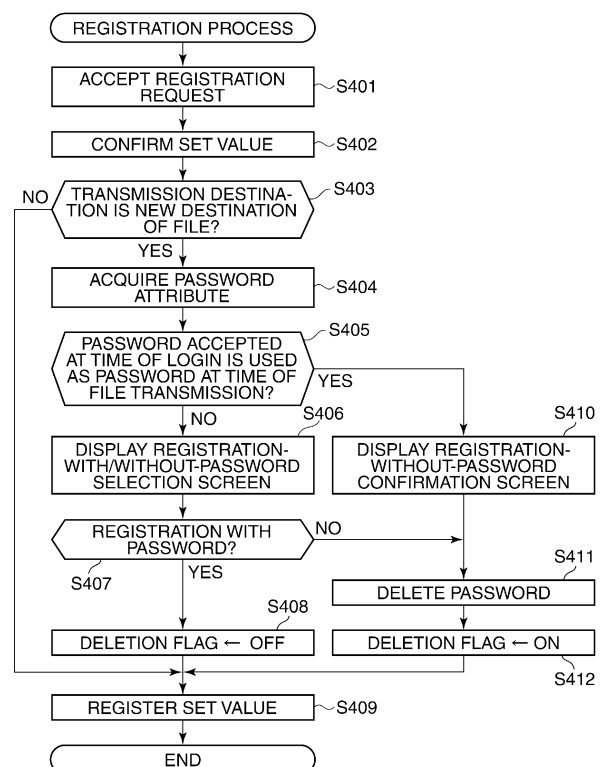 REGISTRATION PROCESS
ACCEPT REGISTRATION
REQUEST
S401
CONFIRM SET VALUE
S402
TRANSMISSION DESTINA-
TION IS NEW DESTINATION
OF FILE?
S403
NO
YES
ACQUIRE PASSWORD
ATTRIBUTE
S404
PASSWORD ACCEPTED
AT TIME OF LOGIN IS USED
AS PASSWORD AT TIME OF
FILE TRANSMISSION?
S405
YES
NO
S406
DISPLAY REGISTRATION-
WITH/WITHOUT-PASSWORD
SELECTION SCREEN
S410
DISPLAY REGISTRATION-
WITHOUT-PASSWORD
CONFIRMATION SCREEN
REGISTRATION WITH
PASSWORD?
NO
S407
YES
S411
DELETE PASSWORD
S408
DELETION FLAG ← OFF
DELETION FLAG ← ON
S412
REGISTER SET VALUE
S409
END